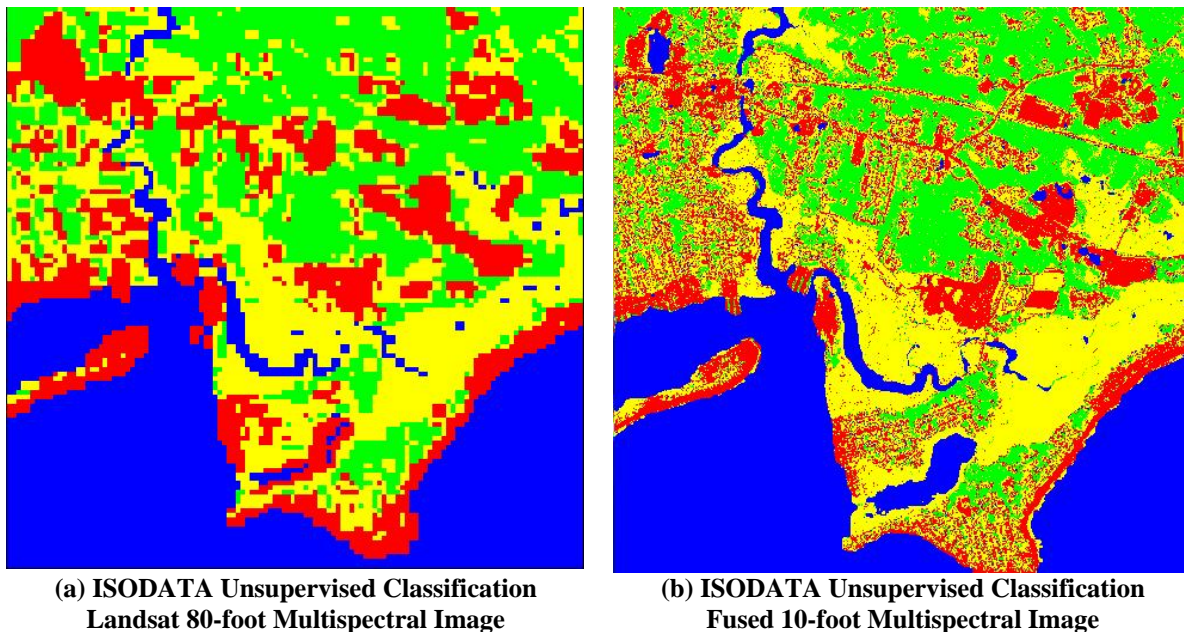 (a) ISODATA Unsupervised Classification
Landsat 80-foot Multispectral Image
(b) ISODATA Unsupervised Classification
Fused 10-foot Multispectral Image